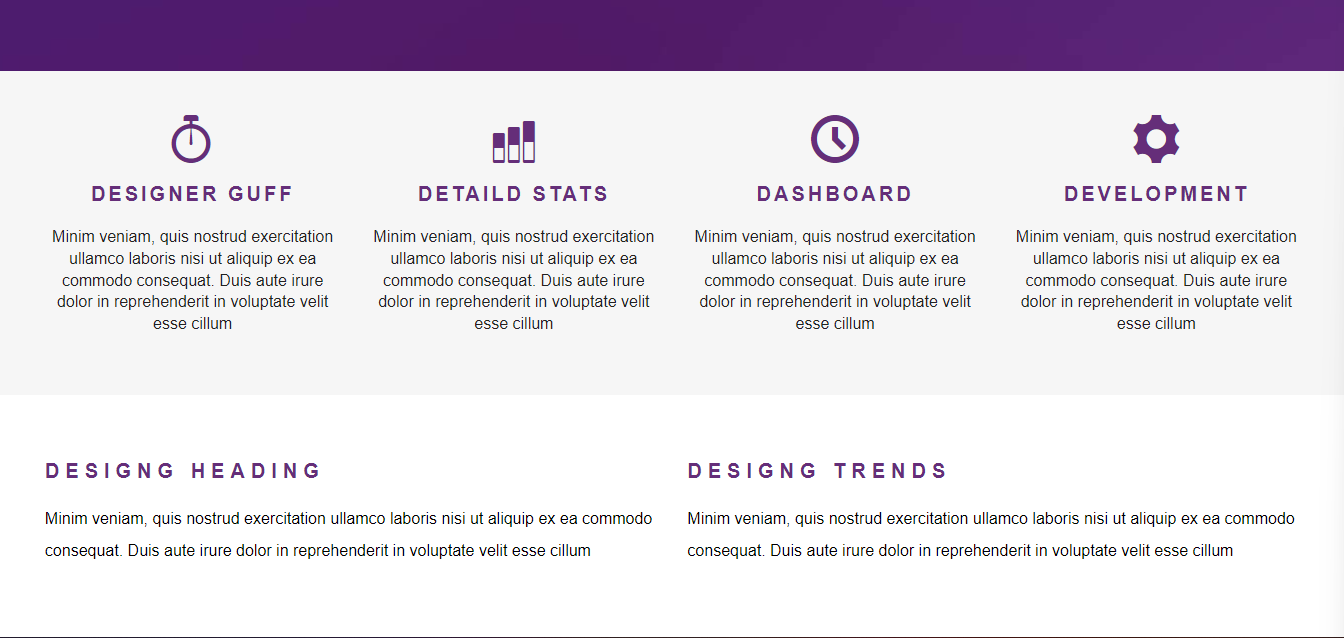 DESIGNER GUFF
DETAILD STATS
DASHBOARD
DEVELOPMENT
Minim veniam, quis nostrud exercitation
ullamco laboris nisi ut aliquip ex ea
commodo consequat. Duis aute irure
dolor in reprehenderit in voluptate velit
esse cillum
Minim veniam, quis nostrud exercitation
ullamco laboris nisi ut aliquip ex ea
commodo consequat. Duis aute irure
dolor in reprehenderit in voluptate velit
esse cillum
Minim veniam, quis nostrud exercitation
ullamco laboris nisi ut aliquip ex ea
commodo consequat. Duis aute irure
dolor in reprehenderit in voluptate velit
esse cillum
Minim veniam, quis nostrud exercitation
ullamco laboris nisi ut aliquip ex ea
commodo consequat. Duis aute irure
dolor in reprehenderit in voluptate velit
esse cillum
DESIGNG HEADING
Minim veniam, quis nostrud exercitation ullamco laboris nisi ut aliquip ex ea commodo
consequat. Duis aute irure dolor in reprehenderit in voluptate velit esse cillum
DESIGNG TRENDS
Minim veniam, quis nostrud exercitation ullamco laboris nisi ut aliquip ex ea commodo
consequat. Duis aute irure dolor in reprehenderit in voluptate velit esse cillum